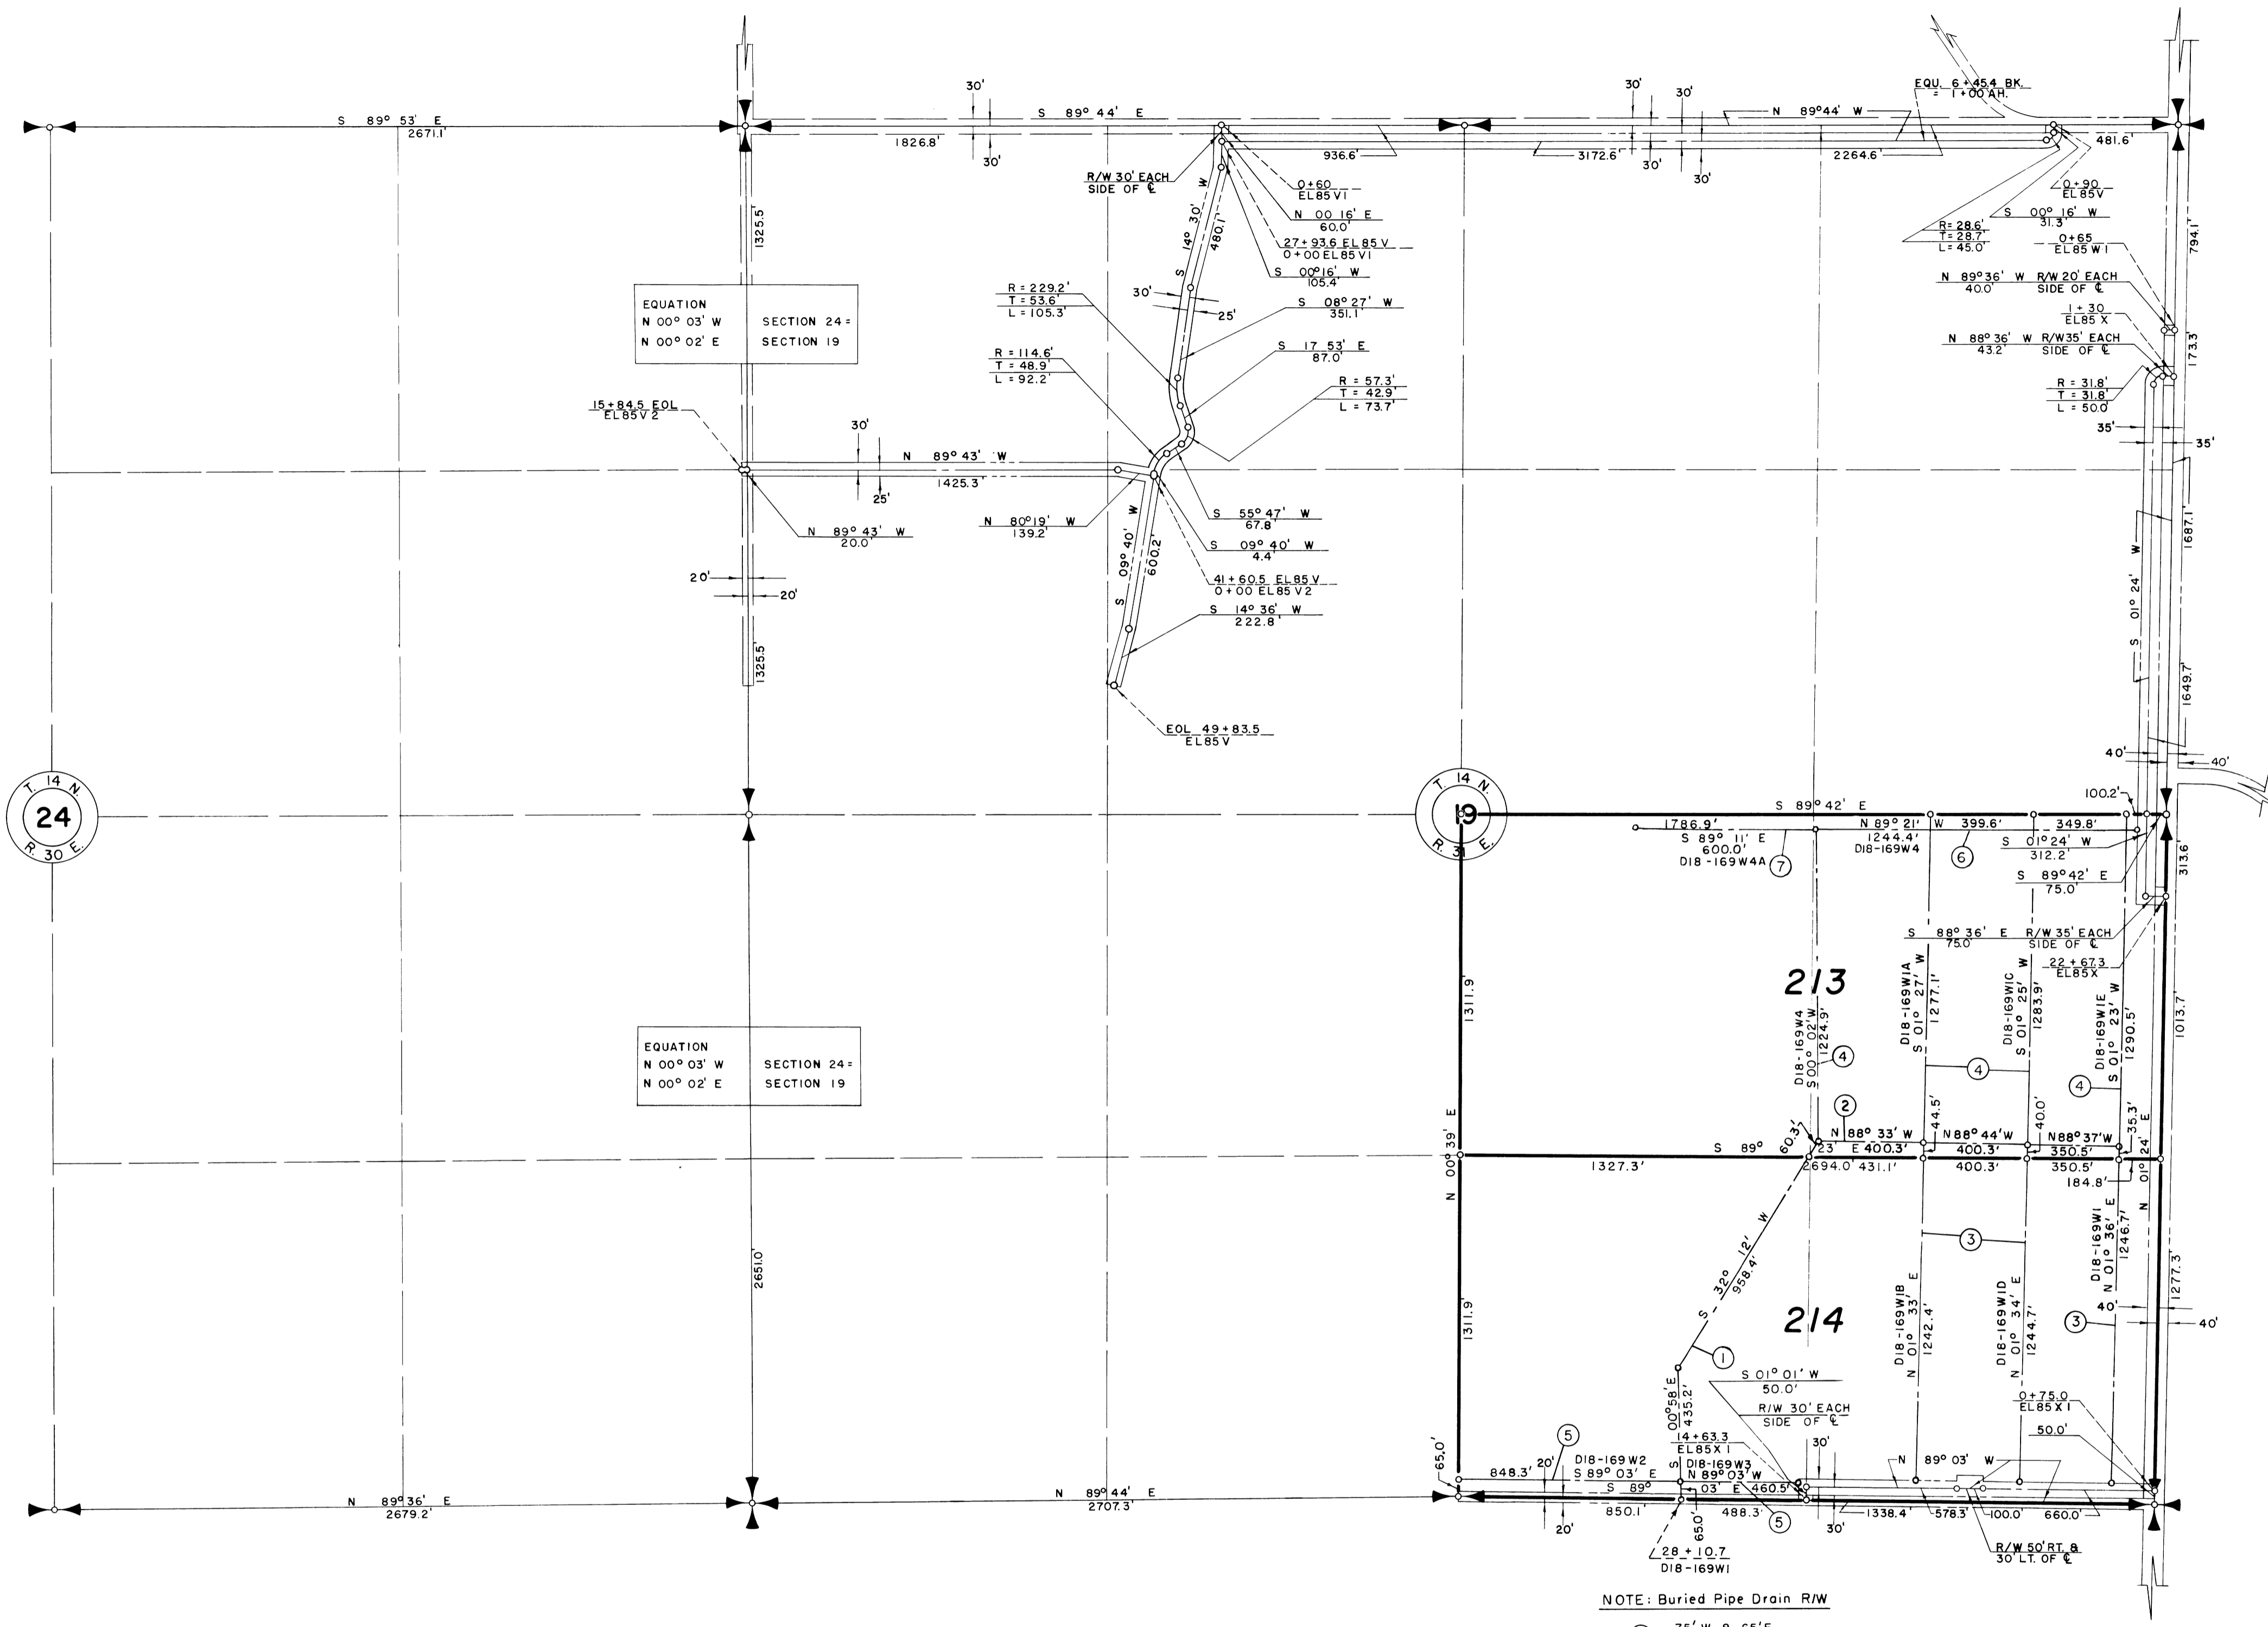 30'
30'
30'
EQU. 6 + 45.4 BK.
= 1 + 00 AH.
S 89° 53' E
2671.1'
S 89° 44' E
1826.8'
30'
N 89°44' W
936.6'
3172.6'
30'
30'
2264.6'
481.6'
R/W 30' EACH
SIDE OF ℄
0+60
EL85 V1
N 00 16' E
60.0'
27+93.6 EL85 V
0+00 EL85 V1
S 00°16' W
105.4'
0+90
EL85V
S 00° 16' W
31.3'
R= 28.6'
T= 28.7'
L= 45.0'
0+65
EL85 W1
794.1'
N 89°36' W R/W 20' EACH
40.0' SIDE OF ℄
1 + 30
EL85 X
N 88°36' W R/W35' EACH
43.2' SIDE OF ℄
173.3'
R = 31.8'
T = 31.8'
L = 50.0'
35'
35'
1325.5'
S 14° 30' W
480.1'
R = 229.2'
T = 53.6'
L = 105.3'
30'
25'
S 08° 27' W
351.1'
EQUATION
N 00° 03' W SECTION 24 =
N 00° 02' E SECTION 19
R = 114.6'
T = 48.9'
L = 92.2'
S 17 53' E
87.0'
R = 57.3'
T = 42.9'
L = 73.7'
15+84.5 EOL
EL85V 2
30'
N 89° 43' W
1425.3'
25'
N 89° 43' W
20.0'
N 80°19' W
139.2'
S 55° 47' W
67.8'
S 09° 40' W
4.4'
41+60.5 EL85 V
0+00 EL85 V2
S 09° 40' W
600.2'
S 14° 36' W
222.8'
20'
20'
1325.5'
EOL 49+83.5
EL85V
S 01° 24' W
1687.1'
1649.7'
40'
40'
T. 14 N.
24
R. 30 E.
T. 14 N.
19
R. 31 E.
S 89° 42' E
100.2'
1786.9'
N 89° 21' W
399.6'
349.8'
S 89° 11' E
600.0'
D18-169W4A
7
1244.4'
D18-169W4
6
S 01° 24' W
312.2'
313.6'
S 89° 42' E
75.0'
S 88° 36' E R/W 35' EACH
75.0' SIDE OF ℄
22+67.3
EL85X
1311.9'
213
D18-169W4
S 00° 02' W
1224.9'
4
D18-169W1A
S 01° 27' W
1277.1'
D18-169W1C
S 01° 25' W
1283.9'
D18-169W1E
S 01° 23' W
1290.5'
1013.7'
4
4
EQUATION
N 00° 03' W SECTION 24 =
N 00° 02' E SECTION 19
2
N 00° 39' E
60.3'
N 88° 33' W
44.5'
N 88° 44' W
40.0'
N 88° 37' W
35.3'
N 01° 24' E
S 89° 23' E
400.3'
400.3'
350.5'
1327.3'
2694.0'
431.1'
400.3'
350.5'
184.8'
S 32° 12' W
958.4'
3
D18-169W1
N 01° 36' E
1246.7'
2651.0'
1311.9'
214
D18-169W1B
N 01° 33' E
1242.4'
D18-169W1D
N 01° 34' E
1244.7'
1277.3'
40'
40'
3
1
S 01° 01' W
50.0'
R/W 30' EACH
SIDE OF ℄
0+75.0
EL85X1
50.0'
S 00°58' E
435.2'
14+63.3
EL85X1
65.0'
5
30'
848.3'
20'
D18-169W2
S 89° 03' E
D18-169W3
N 89° 03' W
N 89° 03' W
S 89° 03' E
460.5'
N 89° 36' E
2679.2'
N 89° 44' E
2707.3'
20'
850.1'
65.0'
488.3'
5
30'
1338.4'
578.3'
100.0'
660.0'
28 + 10.7
D18-169W1
R/W 50' RT. &
30' LT. OF ℄
NOTE: Buried Pipe Drain R/W
75' W & 65' E